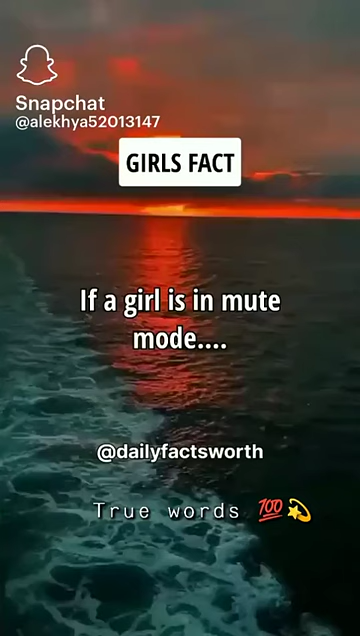 Snapchat
@alekhya52013147
GIRLS FACT
If a girl is in mute
mode....
@dailyfactsworth
True words 💯💫